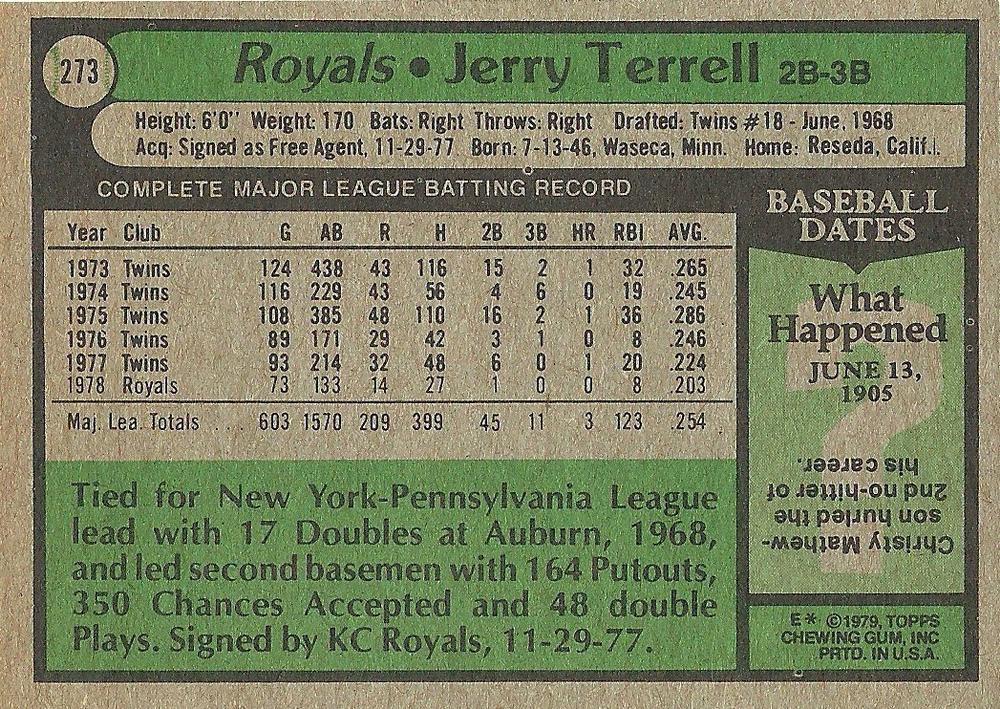 273
Royals • Jerry Terrell 2B-3B
Height: 6'0" Weight: 170 Bats: Right Throws: Right Drafted: Twins #18 - June, 1968
Acq: Signed as Free Agent, 11-29-77 Born: 7-13-46, Waseca, Minn. Home: Reseda, Calif.
COMPLETE MAJOR LEAGUE BATTING RECORD
Year Club G AB R H 2B 3B HR RBI AVG.
1973 Twins 124 438 43 116 15 2 1 32 .265
1974 Twins 116 229 43 56 4 6 0 19 .245
1975 Twins 108 385 48 110 16 2 1 36 .286
1976 Twins 89 171 29 42 3 1 0 8 .246
1977 Twins 93 214 32 48 6 0 1 20 .224
1978 Royals 73 133 14 27 1 0 0 8 .203
Maj. Lea. Totals . . . 603 1570 209 399 45 11 3 123 .254
Tied for New York-Pennsylvania League
lead with 17 Doubles at Auburn, 1968,
and led second basemen with 164 Putouts,
350 Chances Accepted and 48 double
Plays. Signed by KC Royals, 11-29-77.
BASEBALL
DATES
What
Happened
JUNE 13,
1905
?
Christy Mathew-
son hurled the
2nd no-hitter of
his career.
E* ©1979, TOPPS
CHEWING GUM, INC
PRTD. IN U.S.A.